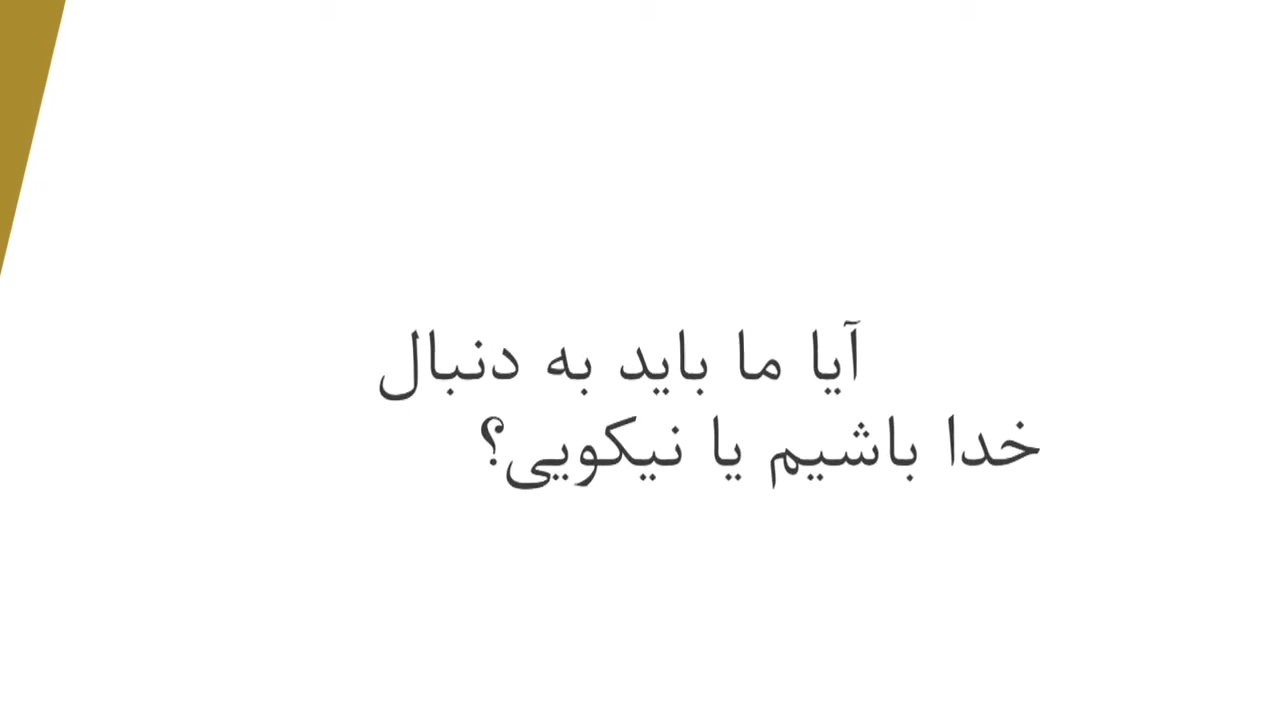 آیا ما باید به دنبال
خدا باشیم یا نیکویی؟